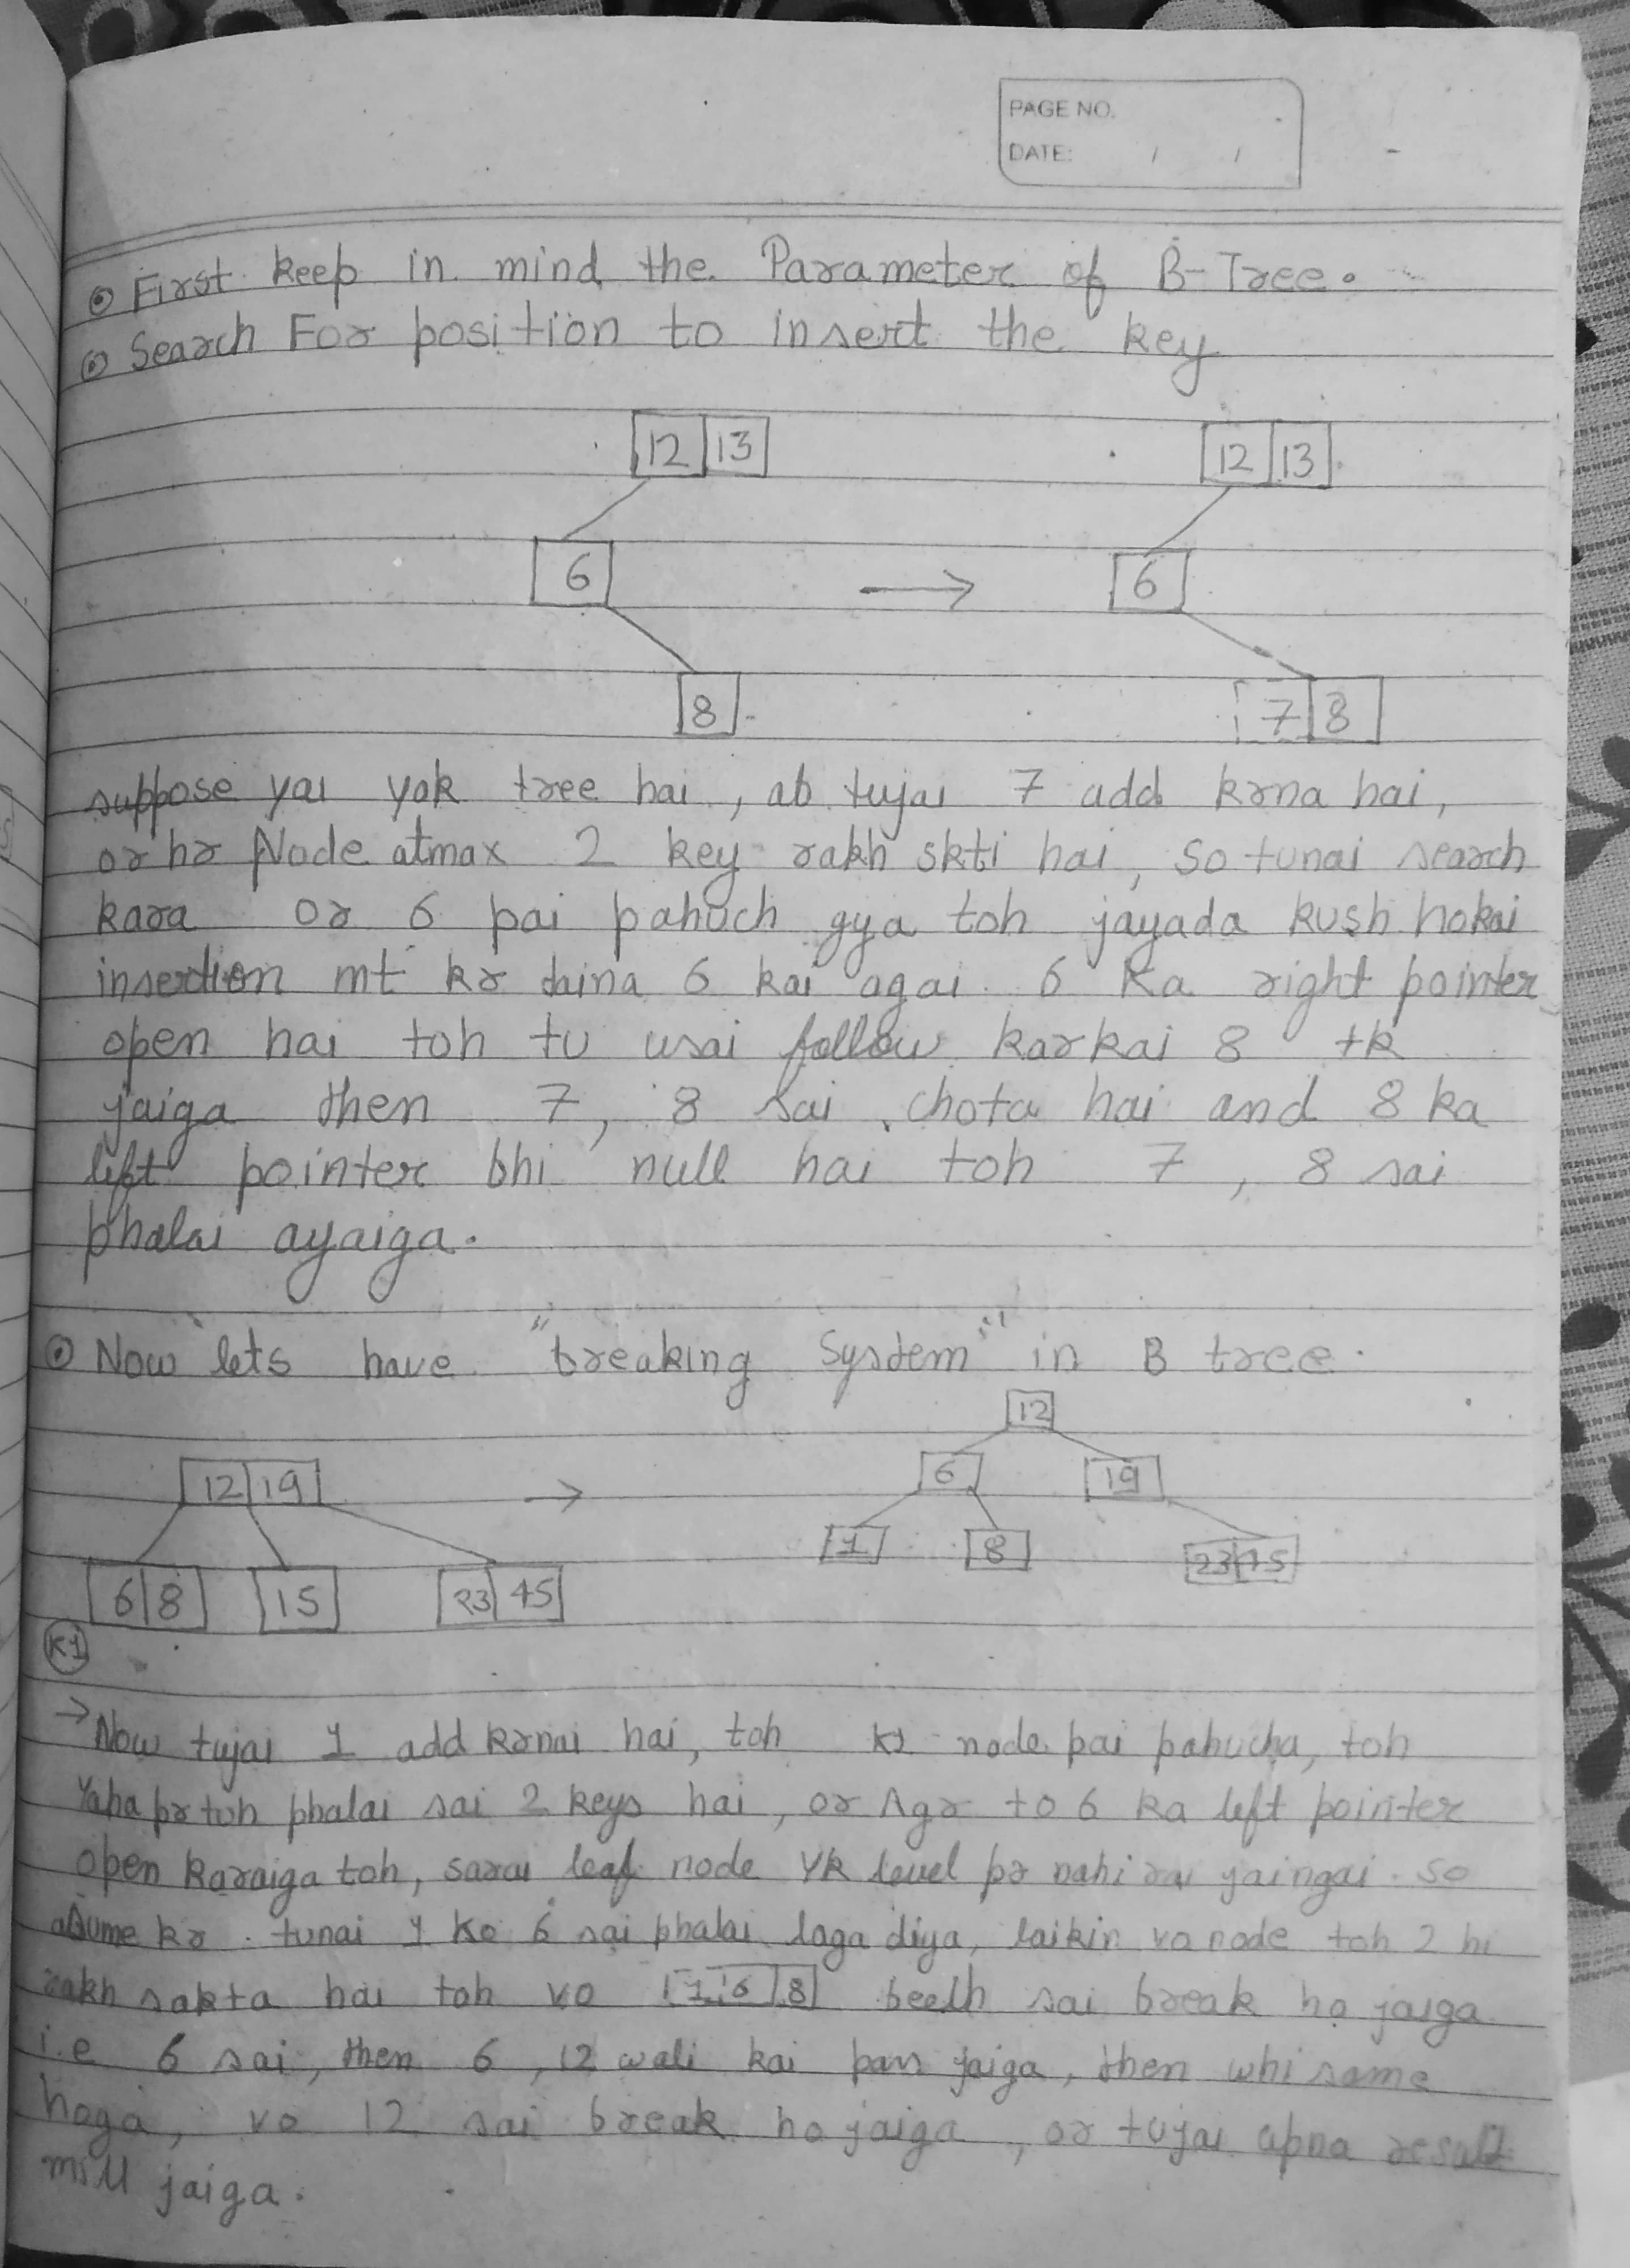 PAGE NO.
DATE: / /
First keep in mind the Parameter of B-Tree.
Search For position to insert the key
12 13
12 13
6
→
6
8
7 8
suppose yai yak tree hai, ab tujai 7 add krna hai,
or hr Node atmax 2 key rakh skti hai, so tunai search
kara or 6 pai pahuch gya toh jayada kush hokai
insertion mt kr daina 6 kai agai. 6 ka right pointer
open hai toh tu usai follow karkai 8 tk
jaiga then 7, 8 sai chota hai and 8 ka
left pointer bhi null hai toh 7, 8 sai
phalai ayaiga.
Now lets have "breaking System" in B tree.
12
12 19
→
6
19
1
8
23 45
6 8
15
23 45
K1
→ Now tujai 1 add krnai hai, toh K1 node pai pahucha, toh
Yaha pr toh phalai sai 2 keys hai, or Agr to 6 ka left pointer
open karaiga toh, sarai leaf node Yk level pr nahi rai jaingai. so
assume kr. tunai 1 ko 6 sai phalai laga diya, laikin vo node toh 2 hi
rakh sakta hai toh vo 1 6 8 beech sai break ho jaiga
i.e 6 sai, then 6, 12 wali kai pas jaiga, then whi same
hoga, vo 12 sai break ho jaiga, or tujai apna result
mill jaiga.